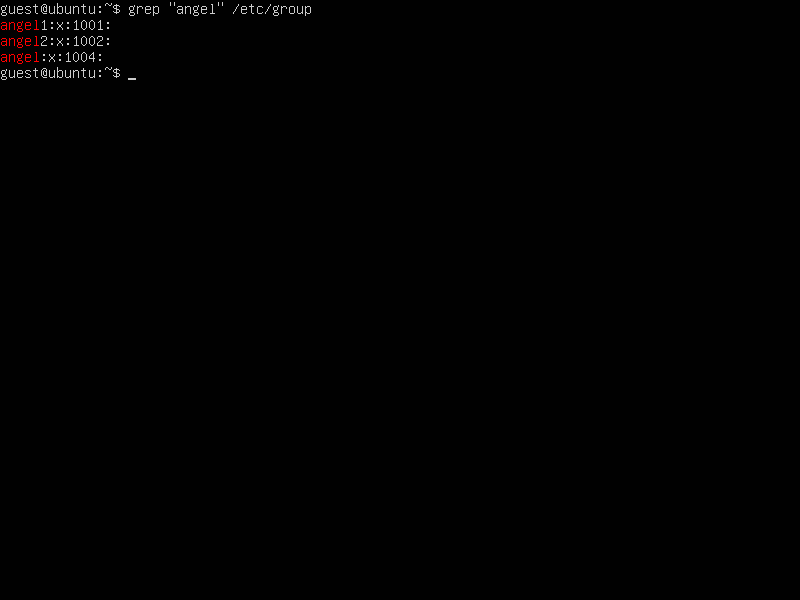 guest@ubuntu:~$ grep "angel" /etc/group
angel1:x:1001:
angel2:x:1002:
angel:x:1004:
guest@ubuntu:~$ _